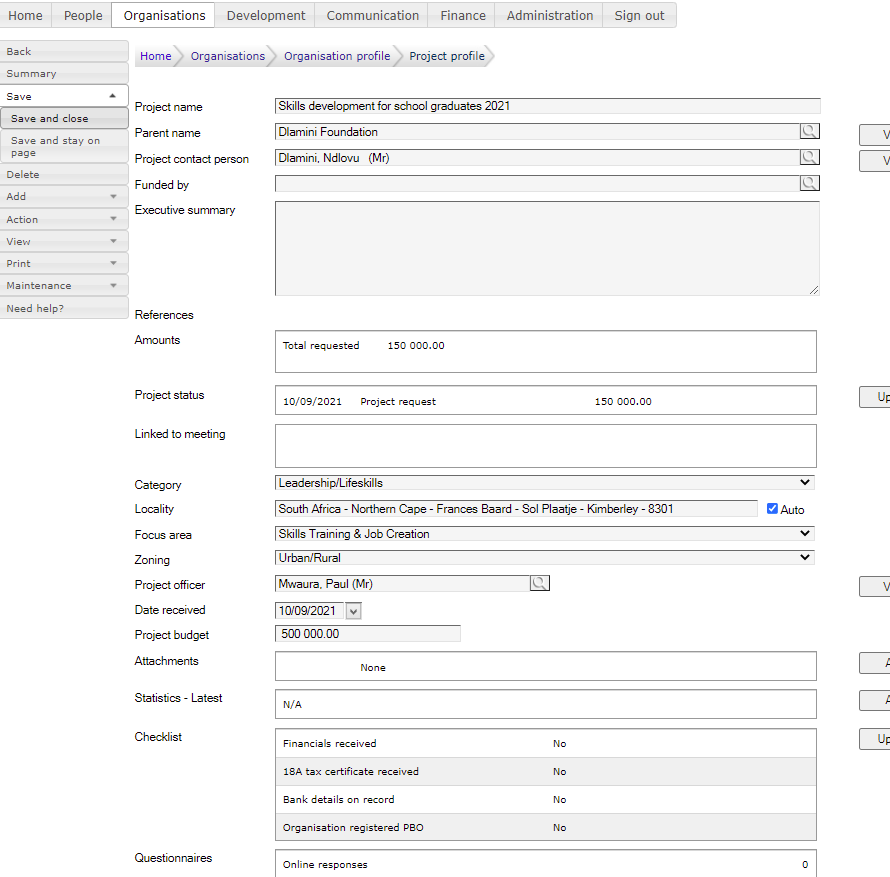 Home People Organisations Development Communication Finance Administration Sign out
Back
Summary
Save
Save and close
Save and stay on
page
Delete
Add
Action
View
Print
Maintenance
Need help?
Home Organisations Organisation profile Project profile
Project name Skills development for school graduates 2021
Parent name Dlamini Foundation V
Project contact person Dlamini, Ndlovu (Mr) V
Funded by
Executive summary
References
Amounts Total requested 150 000.00
Project status 10/09/2021 Project request 150 000.00 Up
Linked to meeting
Category Leadership/Lifeskills
Locality South Africa - Northern Cape - Frances Baard - Sol Plaatje - Kimberley - 8301 Auto
Focus area Skills Training & Job Creation
Zoning Urban/Rural
Project officer Mwaura, Paul (Mr) V
Date received 10/09/2021
Project budget 500 000.00
Attachments None A
Statistics - Latest N/A A
Checklist Financials received No Up
18A tax certificate received No
Bank details on record No
Organisation registered PBO No
Questionnaires Online responses 0